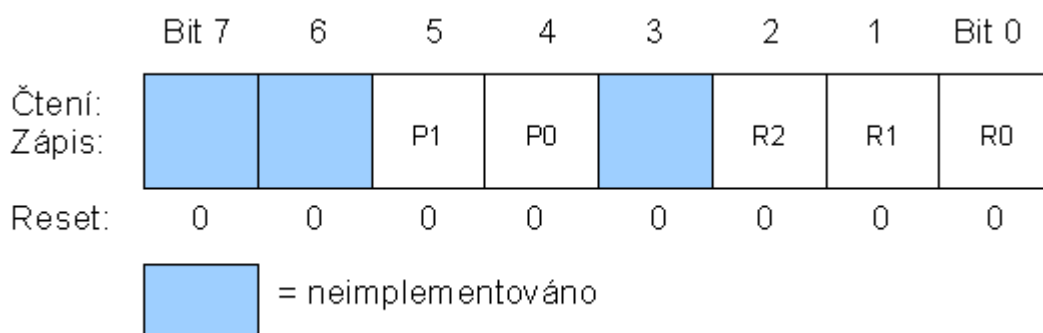 Bit 7 6 5 4 3 2 1 Bit 0
Čtení:
Zápis:
P1 P0 R2 R1 R0
Reset: 0 0 0 0 0 0 0 0
= neimplementováno